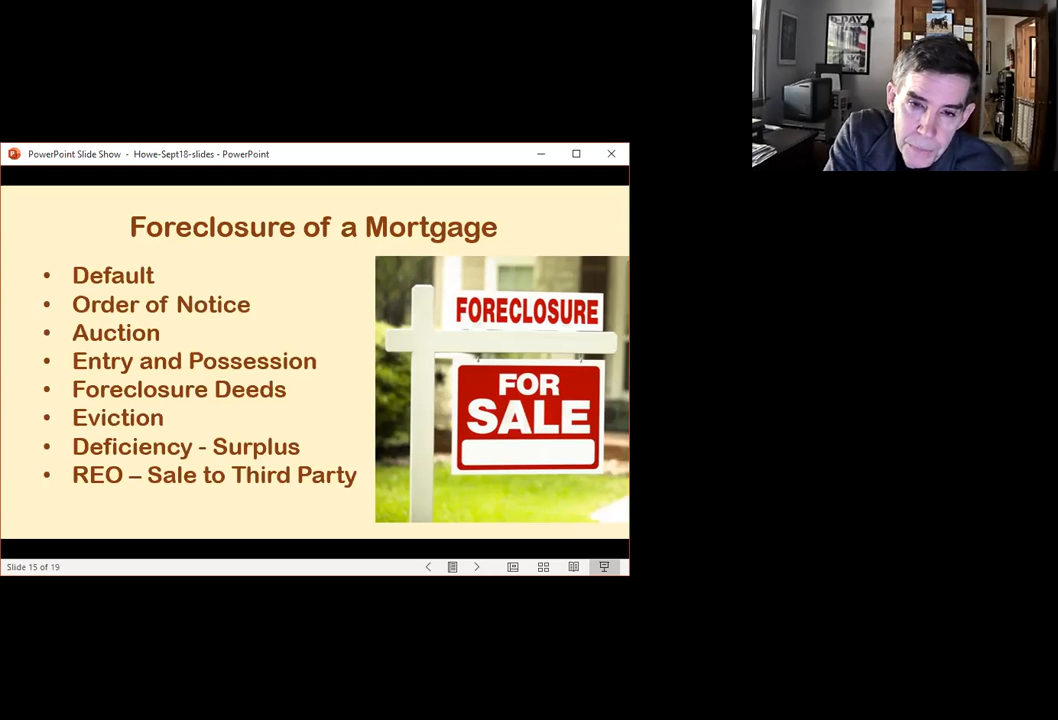 PowerPoint Slide Show - Howe-Sept18-slides - PowerPoint
Foreclosure of a Mortgage
• Default
• Order of Notice
• Auction
• Entry and Possession
• Foreclosure Deeds
• Eviction
• Deficiency - Surplus
• REO – Sale to Third Party
FORECLOSURE
FOR
SALE
Slide 15 of 19